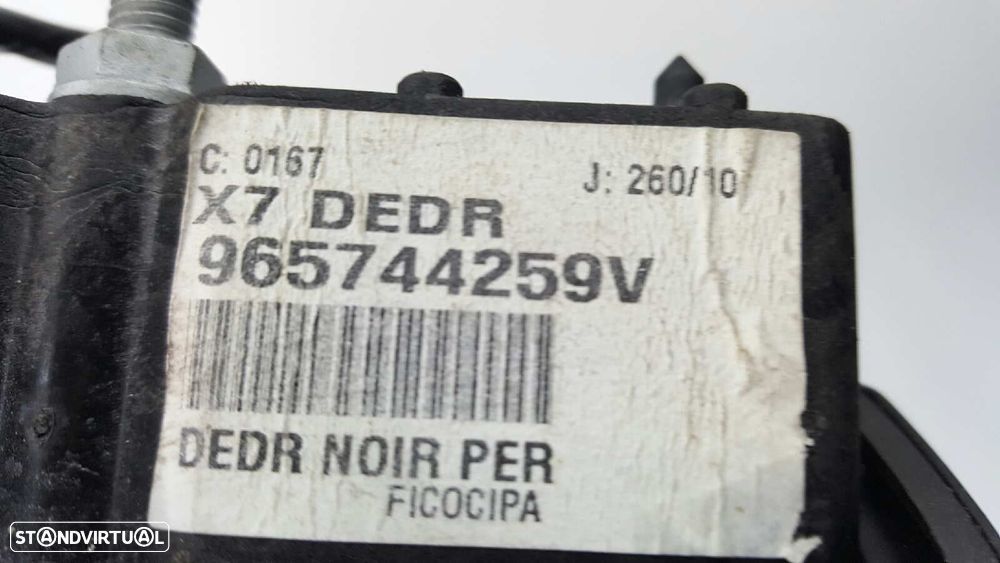 C: 0167
J: 260/10
X7 DEDR
965744259V
DEDR NOIR PER
FICOCIPA
STANDVIRTUAL